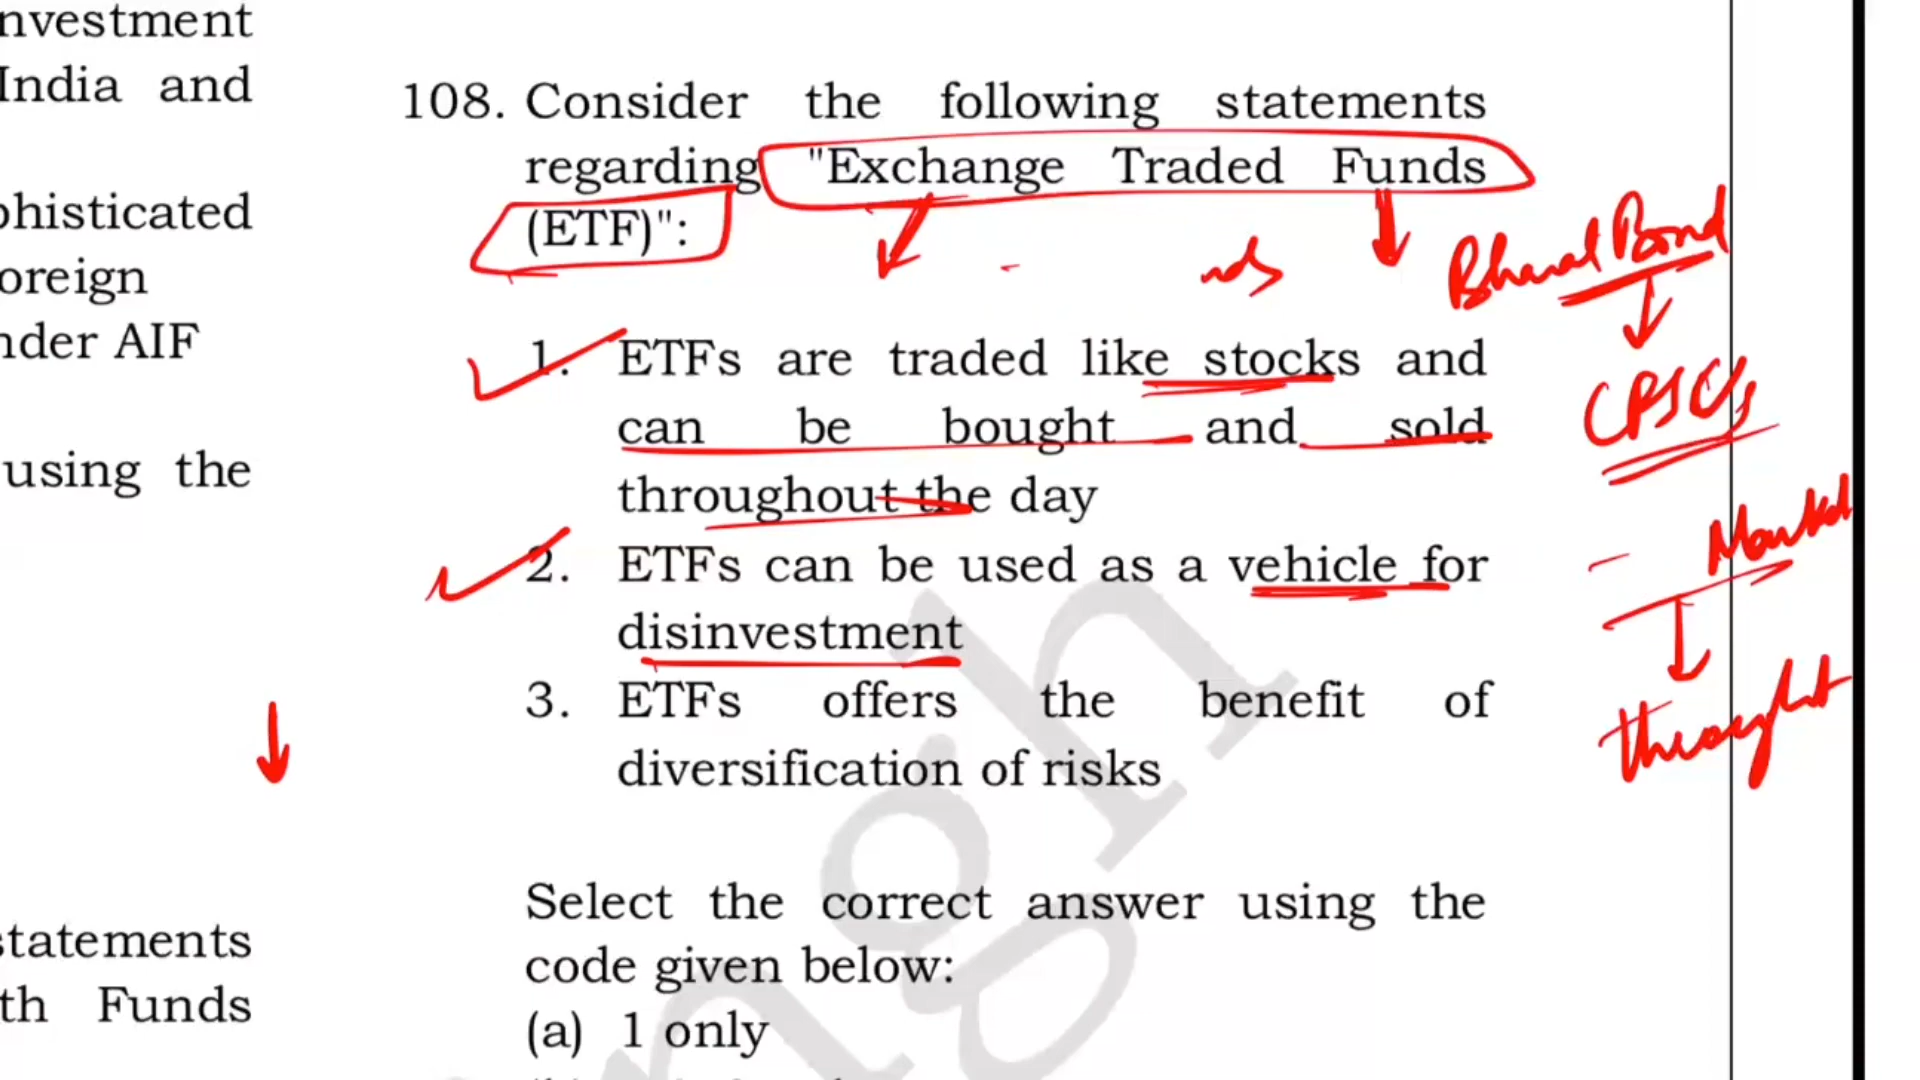 nvestment
India and
phisticated
oreign
nder AIF
using the
statements
th Funds
108. Consider the following statements
regarding "Exchange Traded Funds
(ETF)":
1. ETFs are traded like stocks and
can be bought and sold
throughout the day
2. ETFs can be used as a vehicle for
disinvestment
3. ETFs offers the benefit of
diversification of risks
Select the correct answer using the
code given below:
(a) 1 only
Bharat Bond
CPSUs
ngh